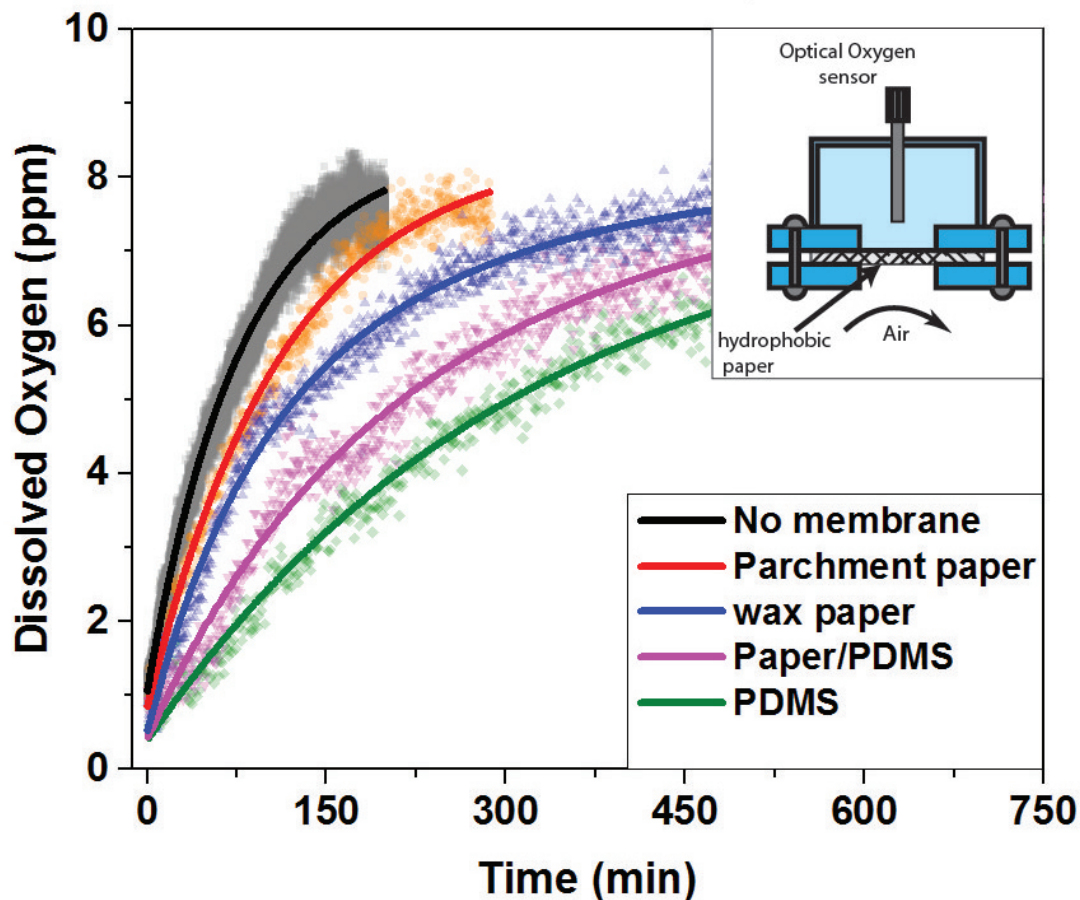 10
8
6
4
2
0
Dissolved Oxygen (ppm)
0 150 300 450 600 750
Time (min)
Optical Oxygen
sensor
hydrophobic
paper
Air
No membrane
Parchment paper
wax paper
Paper/PDMS
PDMS